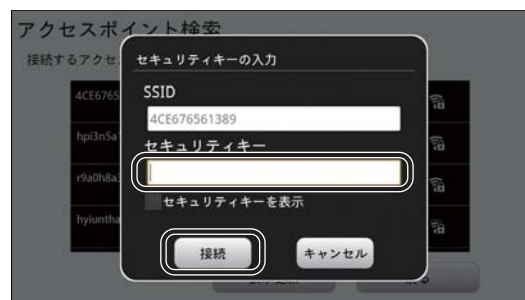 アクセスポイント検索
接続するアクセ
セキュリティキーの入力
SSID
4CE6765
4CE676561389
hpi3n5a
セキュリティキー
r9a0h8a3
セキュリティキーを表示
hyiuntha
接続
キャンセル